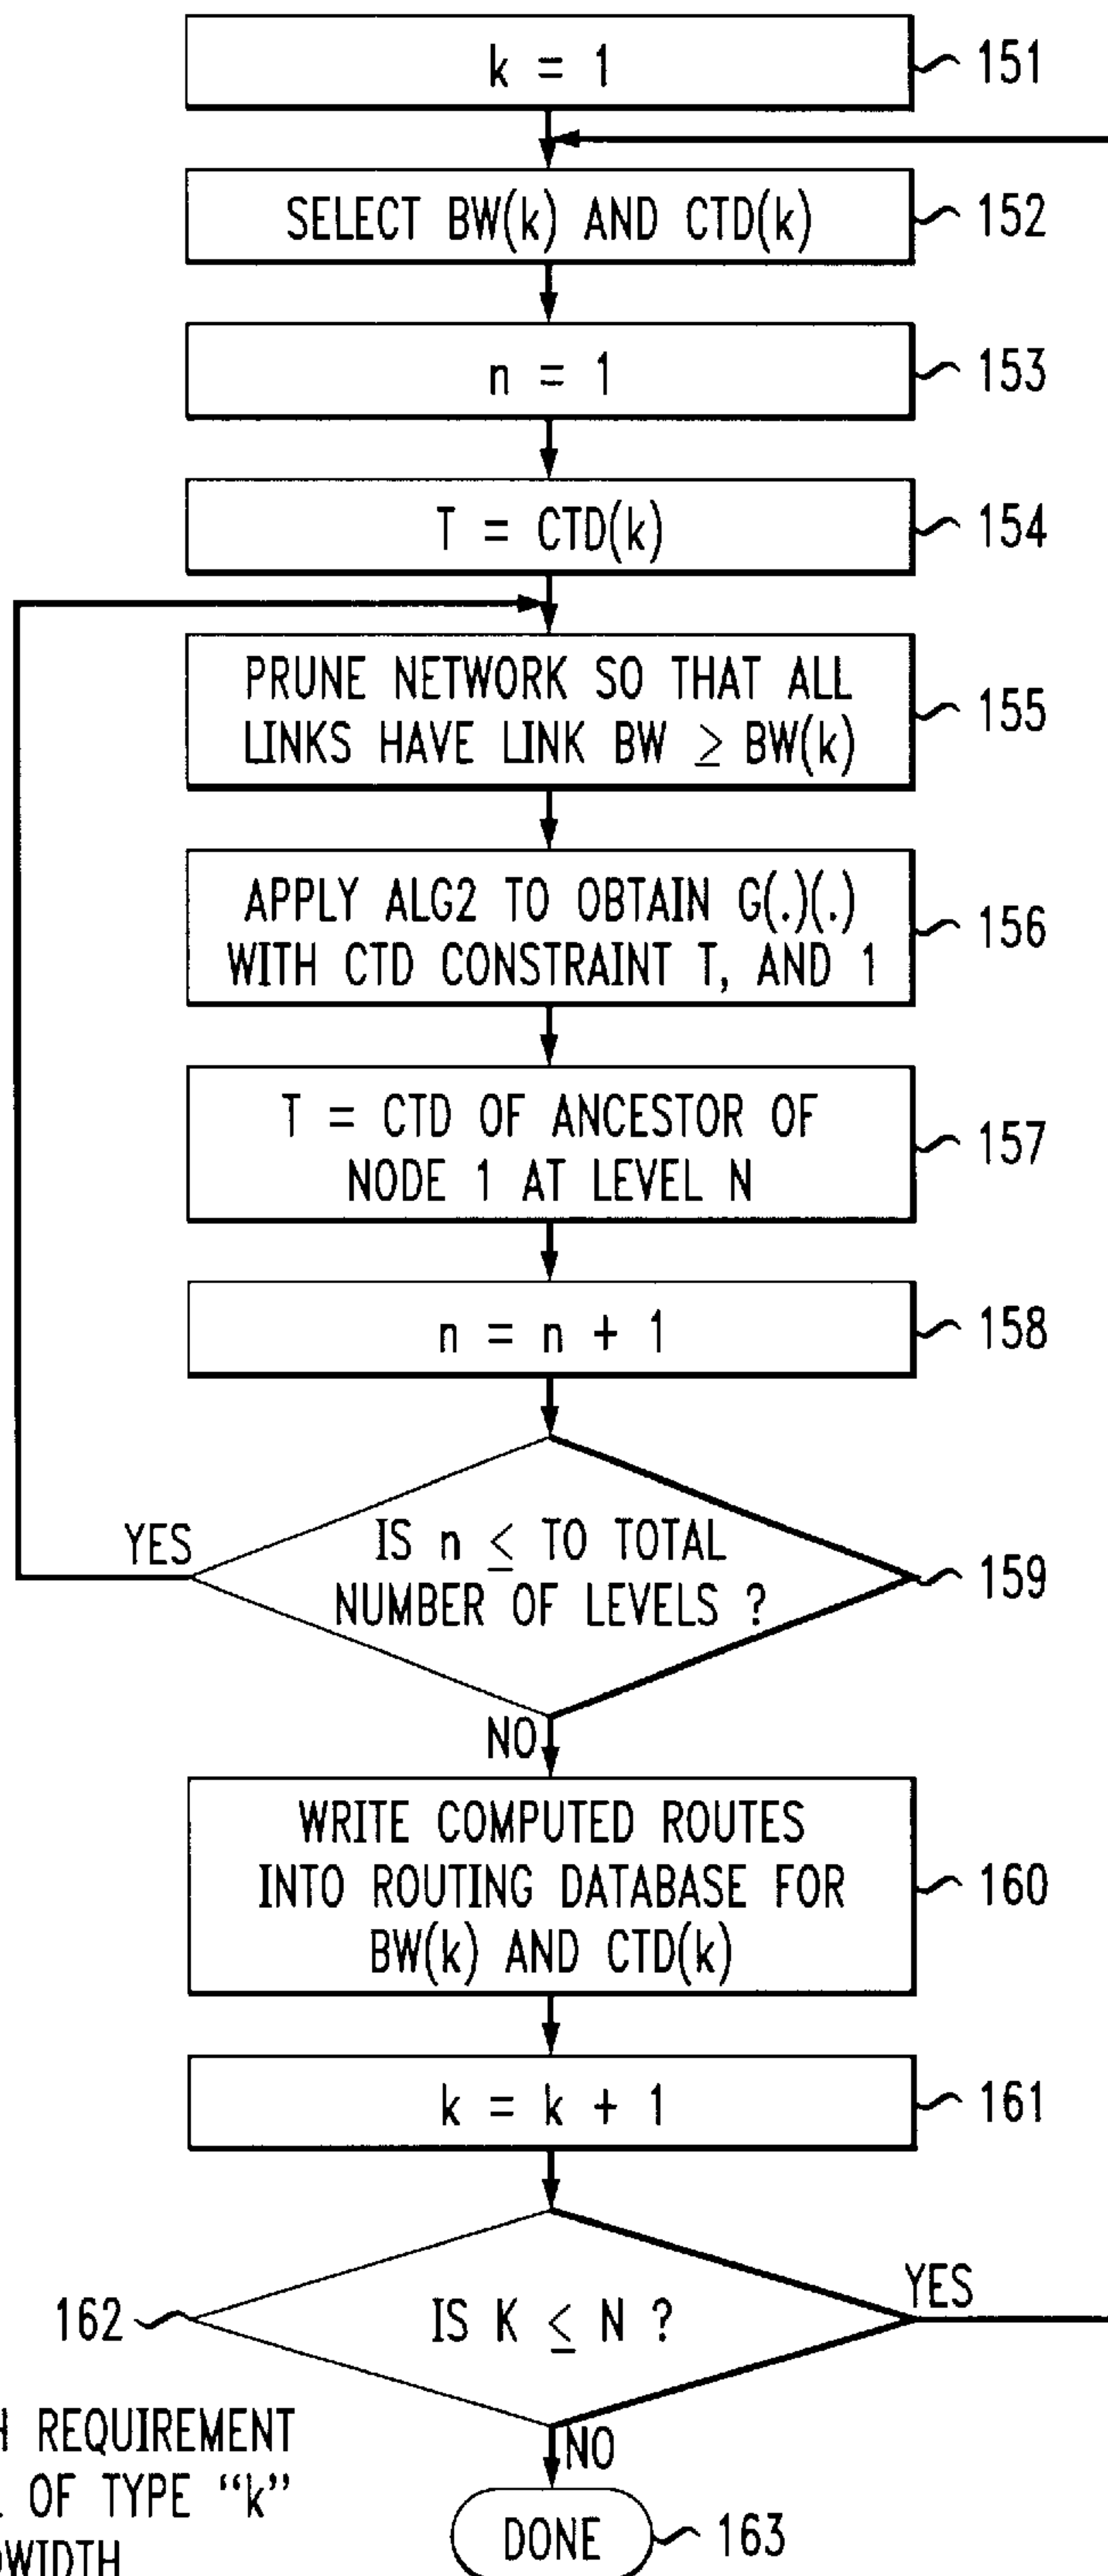 k = 1
151
SELECT BW(k) AND CTD(k)
152
n = 1
153
T = CTD(k)
154
PRUNE NETWORK SO THAT ALL
LINKS HAVE LINK BW ≥ BW(k)
155
APPLY ALG2 TO OBTAIN G(.)(.)
WITH CTD CONSTRAINT T, AND 1
156
T = CTD OF ANCESTOR OF
NODE 1 AT LEVEL N
157
n = n + 1
158
YES
IS n ≤ TO TOTAL
NUMBER OF LEVELS ?
159
NO
WRITE COMPUTED ROUTES
INTO ROUTING DATABASE FOR
BW(k) AND CTD(k)
160
k = k + 1
161
162
IS K ≤ N ?
YES
NO
REQUIREMENT
OF TYPE “k”
DONE
163